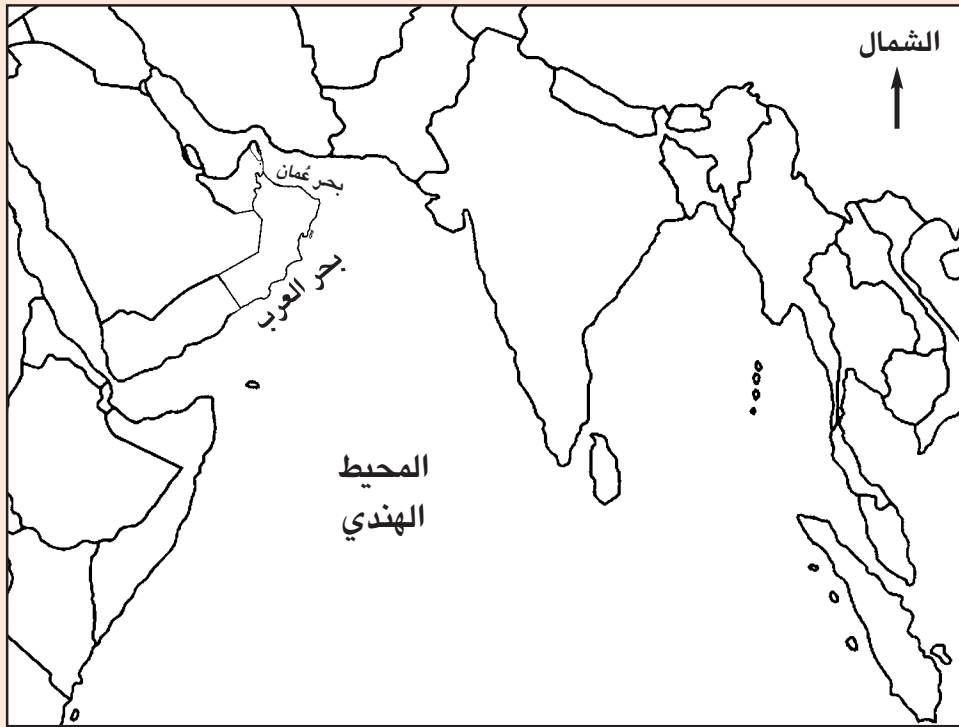 الشمال
بحر عُمان
بحر العرب
المحيط
الهندي